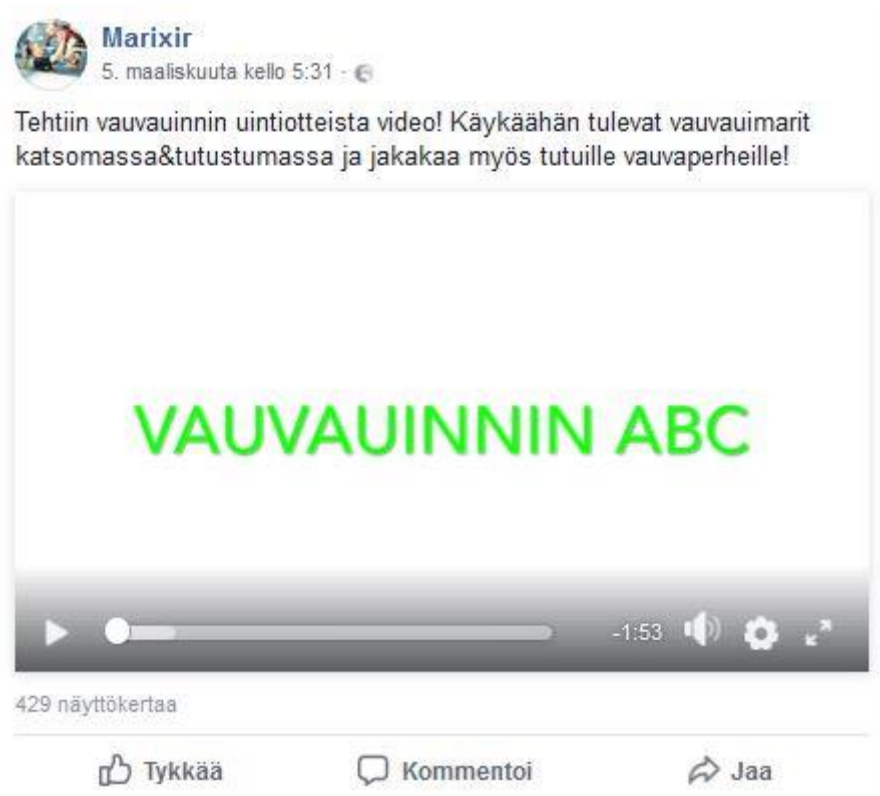 Marixir
5. maaliskuuta kello 5:31 ·
Tehtiin vauvauinnin uintiotteista video! Käykäähän tulevat vauvauimarit
katsomassa&tutustumassa ja jakakaa myös tutuille vauvaperheille!
VAUVAUINNIN ABC
-1:53
429 näyttökertaa
Tykkää Kommentoi Jaa